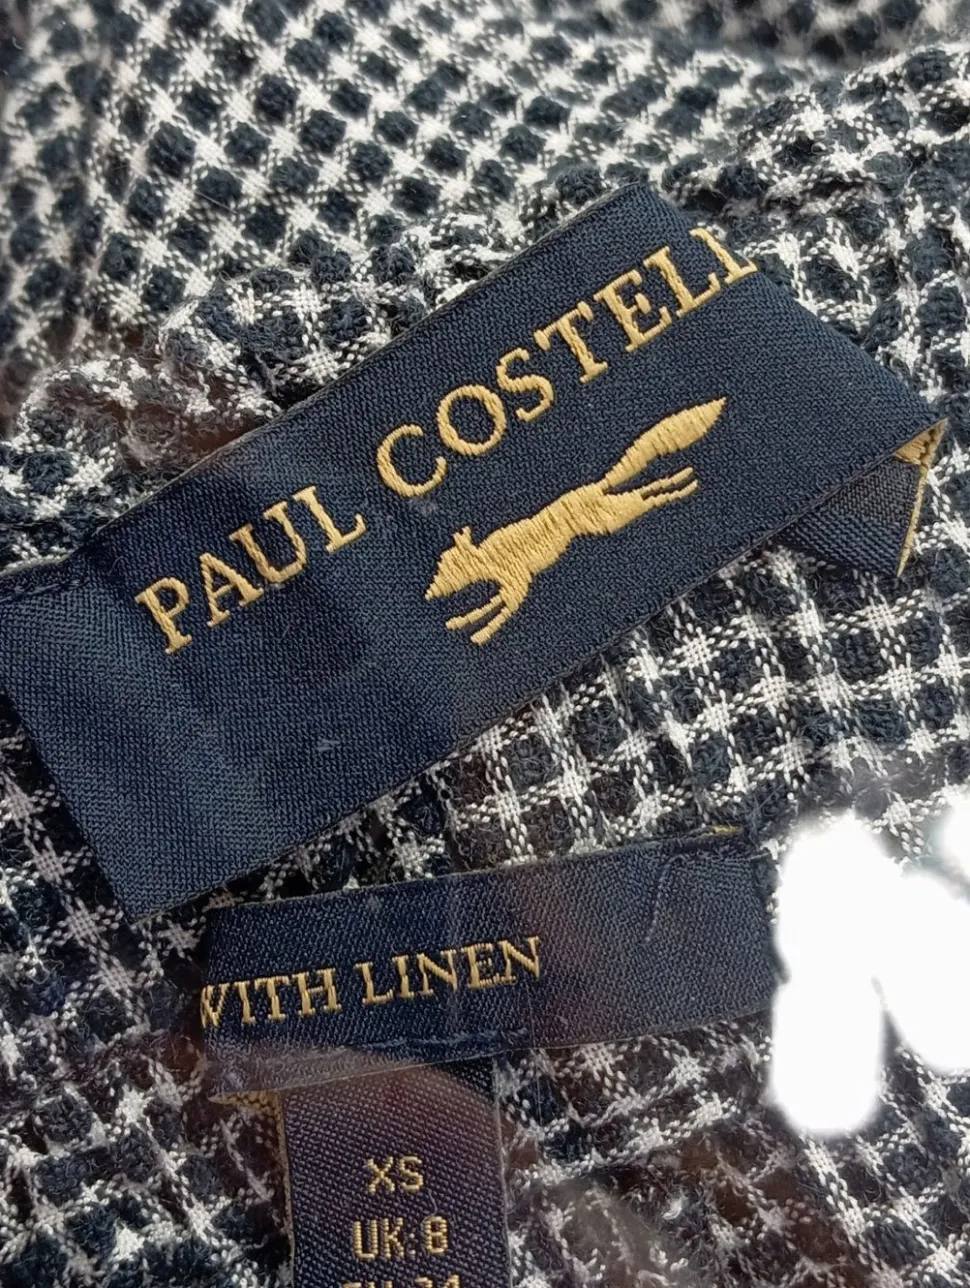 PAUL COSTELL
WITH LINEN
XS
UK:8